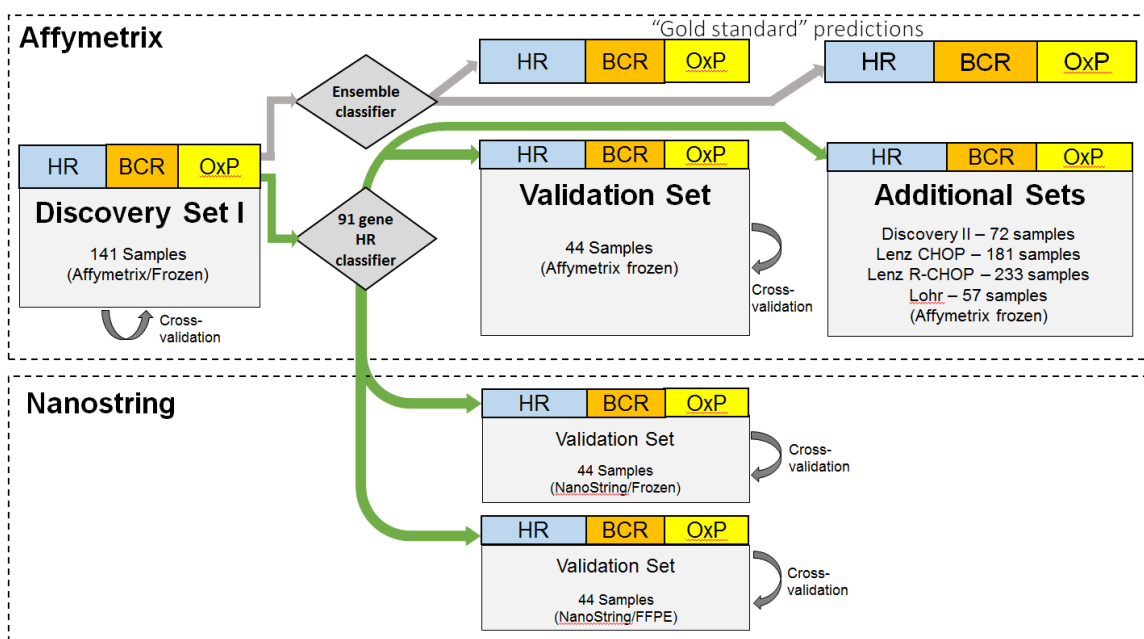 Affymetrix
"Gold standard" predictions
HR BCR OxP
HR BCR OxP
Ensemble
classifier
HR BCR OxP
Discovery Set I
141 Samples
(Affymetrix/Frozen)
Cross-
validation
91 gene
HR
classifier
HR BCR OxP
Validation Set
44 Samples
(Affymetrix frozen)
Cross-
validation
HR BCR OxP
Additional Sets
Discovery II – 72 samples
Lenz CHOP – 181 samples
Lenz R-CHOP – 233 samples
Lohr – 57 samples
(Affymetrix frozen)
Nanostring
HR BCR OxP
Validation Set
44 Samples
(NanoString/Frozen)
Cross-
validation
HR BCR OxP
Validation Set
44 Samples
(NanoString/FFPE)
Cross-
validation